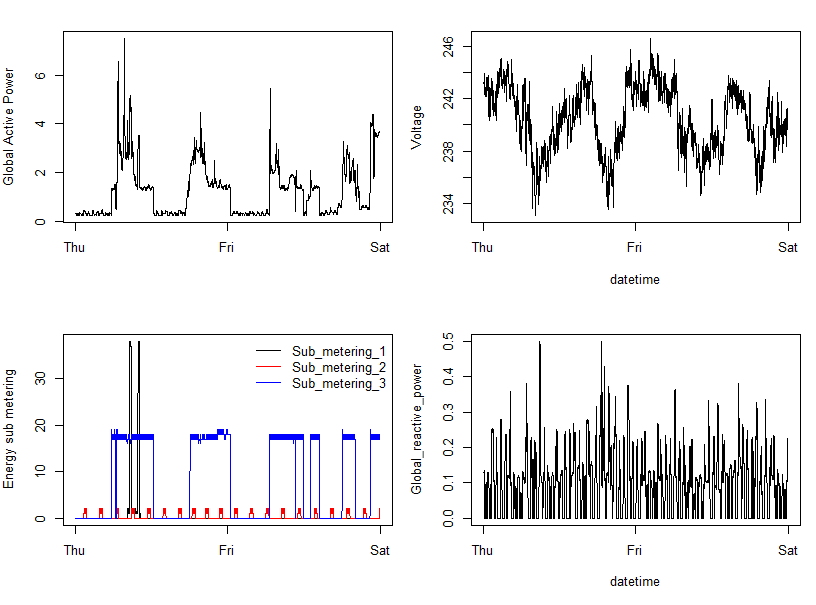 Global Active Power
6
4
2
0
Thu Fri Sat
Voltage
246
242
238
234
Thu Fri Sat
datetime
Energy sub metering
30
20
10
0
Sub_metering_1
Sub_metering_2
Sub_metering_3
Thu Fri Sat
Global_reactive_power
0.5
0.4
0.3
0.2
0.1
0.0
Thu Fri Sat
datetime